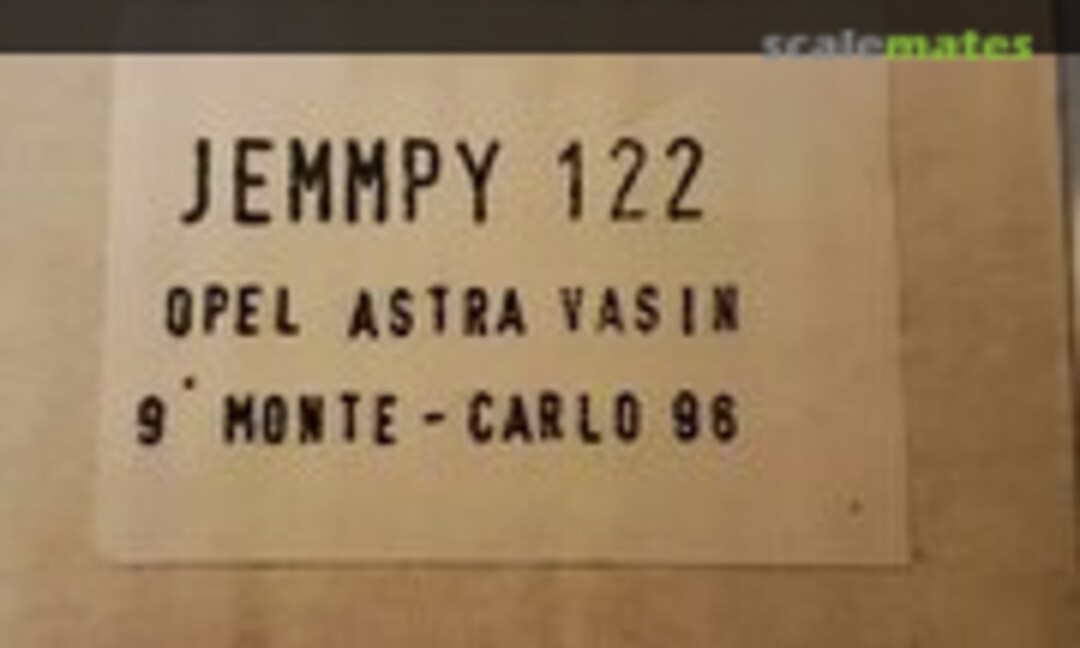 scalemates
JEMMPY 122
OPEL ASTRA VASIN
9° MONTE-CARLO 96